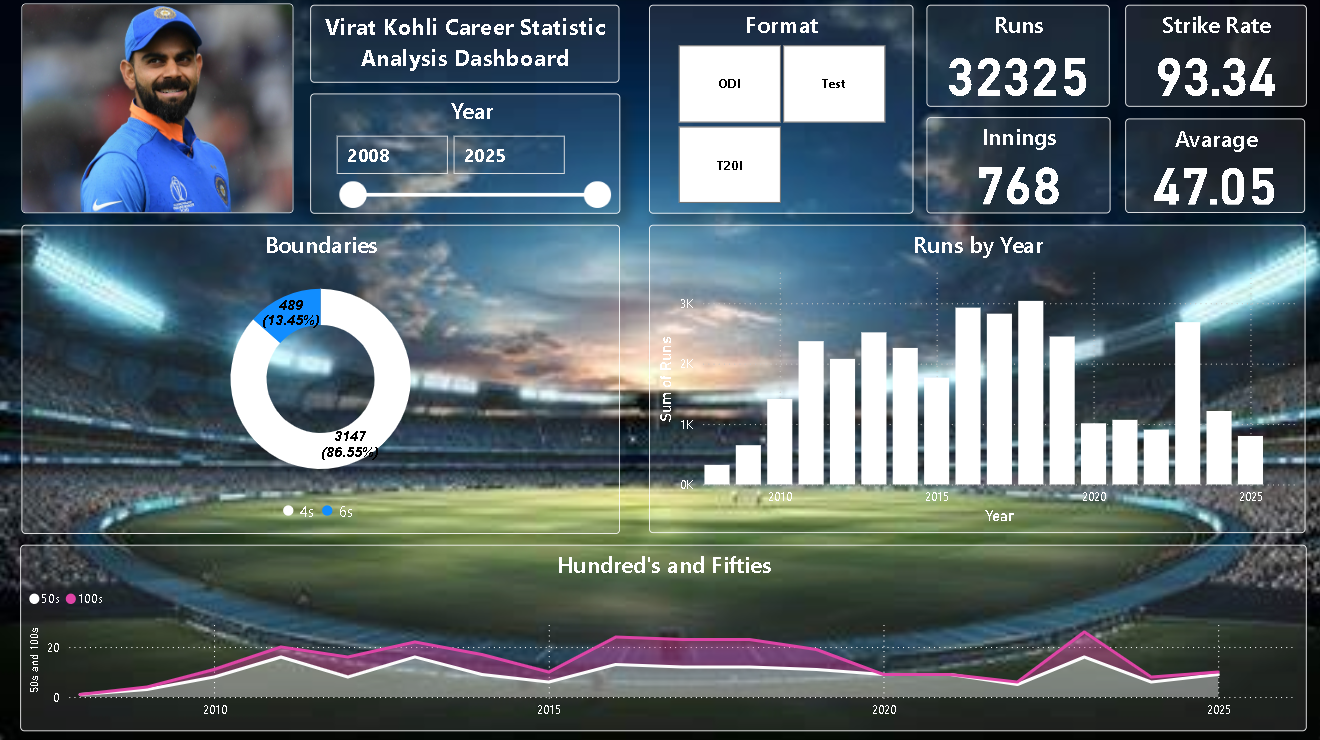 Virat Kohli Career Statistic
Analysis Dashboard
Year
2008
2025
Format
ODI
Test
T20I
Runs
32325
Strike Rate
93.34
Innings
768
Avarage
47.05
Boundaries
489
(13.45%)
3147
(86.55%)
4s
6s
Runs by Year
Sum of Runs
3K
2K
1K
0K
2010
2015
2020
2025
Year
Hundred's and Fifties
50s
100s
50s and 100s
20
0
2010
2015
2020
2025